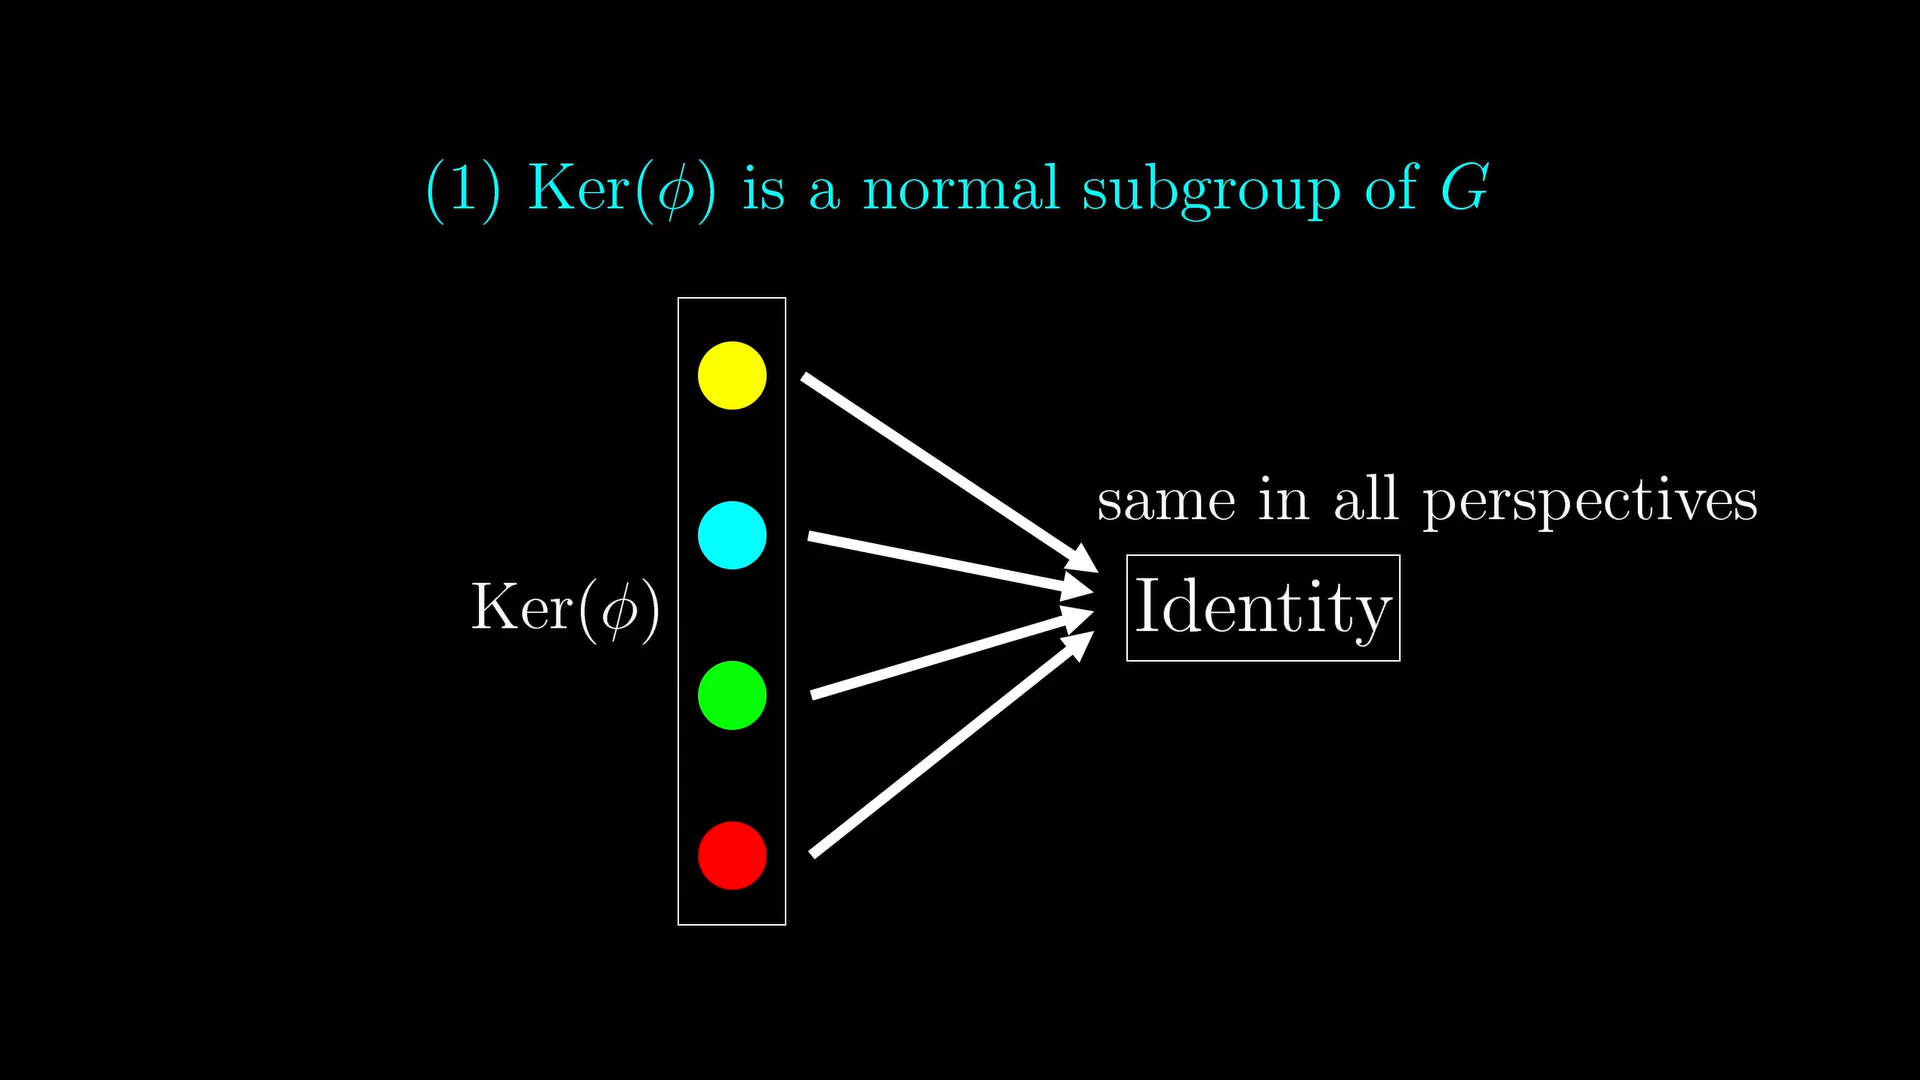 (1) Ker(ϕ) is a normal subgroup of G
same in all perspectives
Ker(ϕ)
Identity